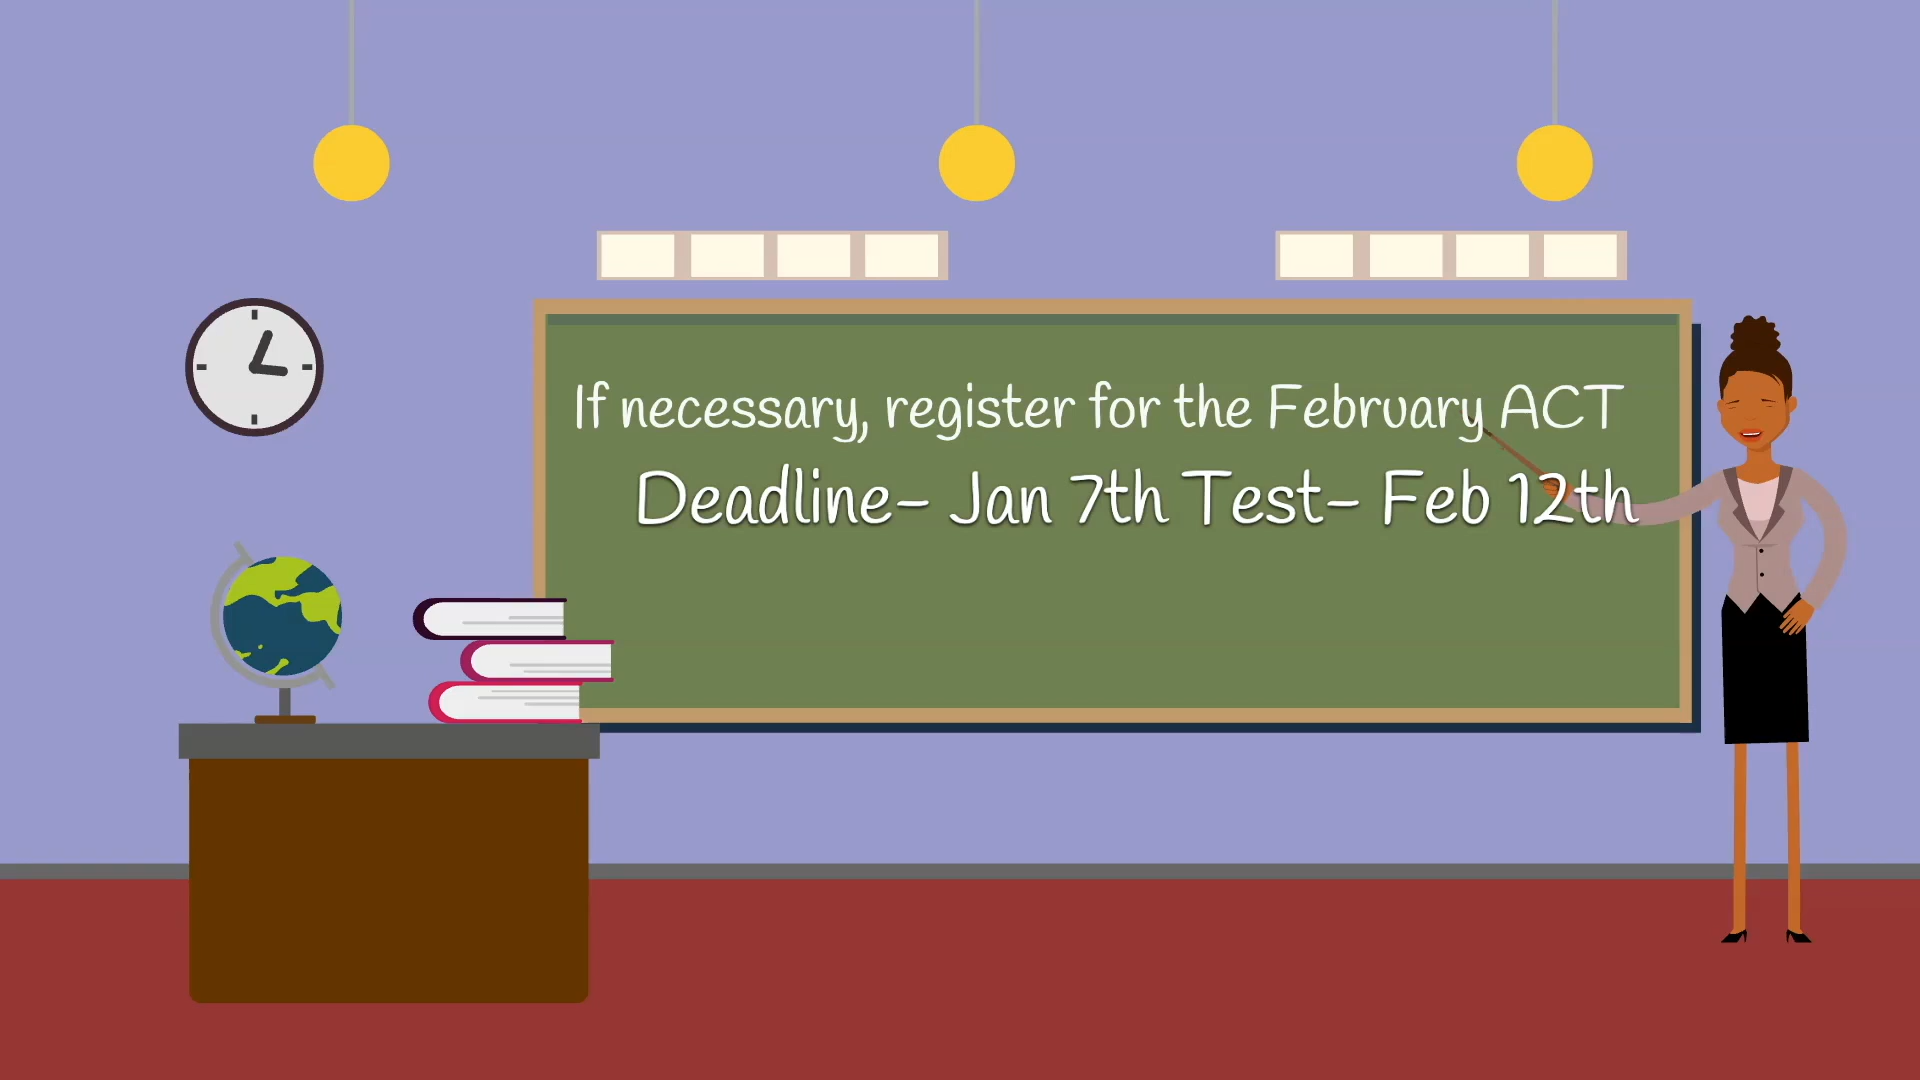 If necessary, register for the February ACT
Deadline- Jan 7th Test- Feb 12th